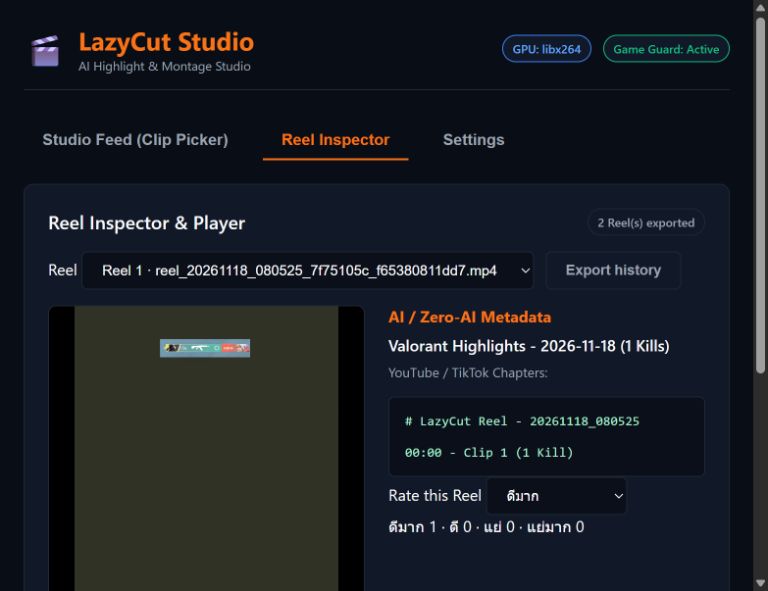 LazyCut Studio
AI Highlight & Montage Studio
GPU: libx264
Game Guard: Active
Studio Feed (Clip Picker)
Reel Inspector
Settings
Reel Inspector & Player
2 Reel(s) exported
Reel
Reel 1 · reel_20261118_080525_7f75105c_f65380811dd7.mp4
Export history
AI / Zero-AI Metadata
Valorant Highlights - 2026-11-18 (1 Kills)
YouTube / TikTok Chapters:
# LazyCut Reel - 20261118_080525
00:00 - Clip 1 (1 Kill)
Rate this Reel
ดีมาก
ดีมาก 1 · ดี 0 · แย่ 0 · แย่มาก 0